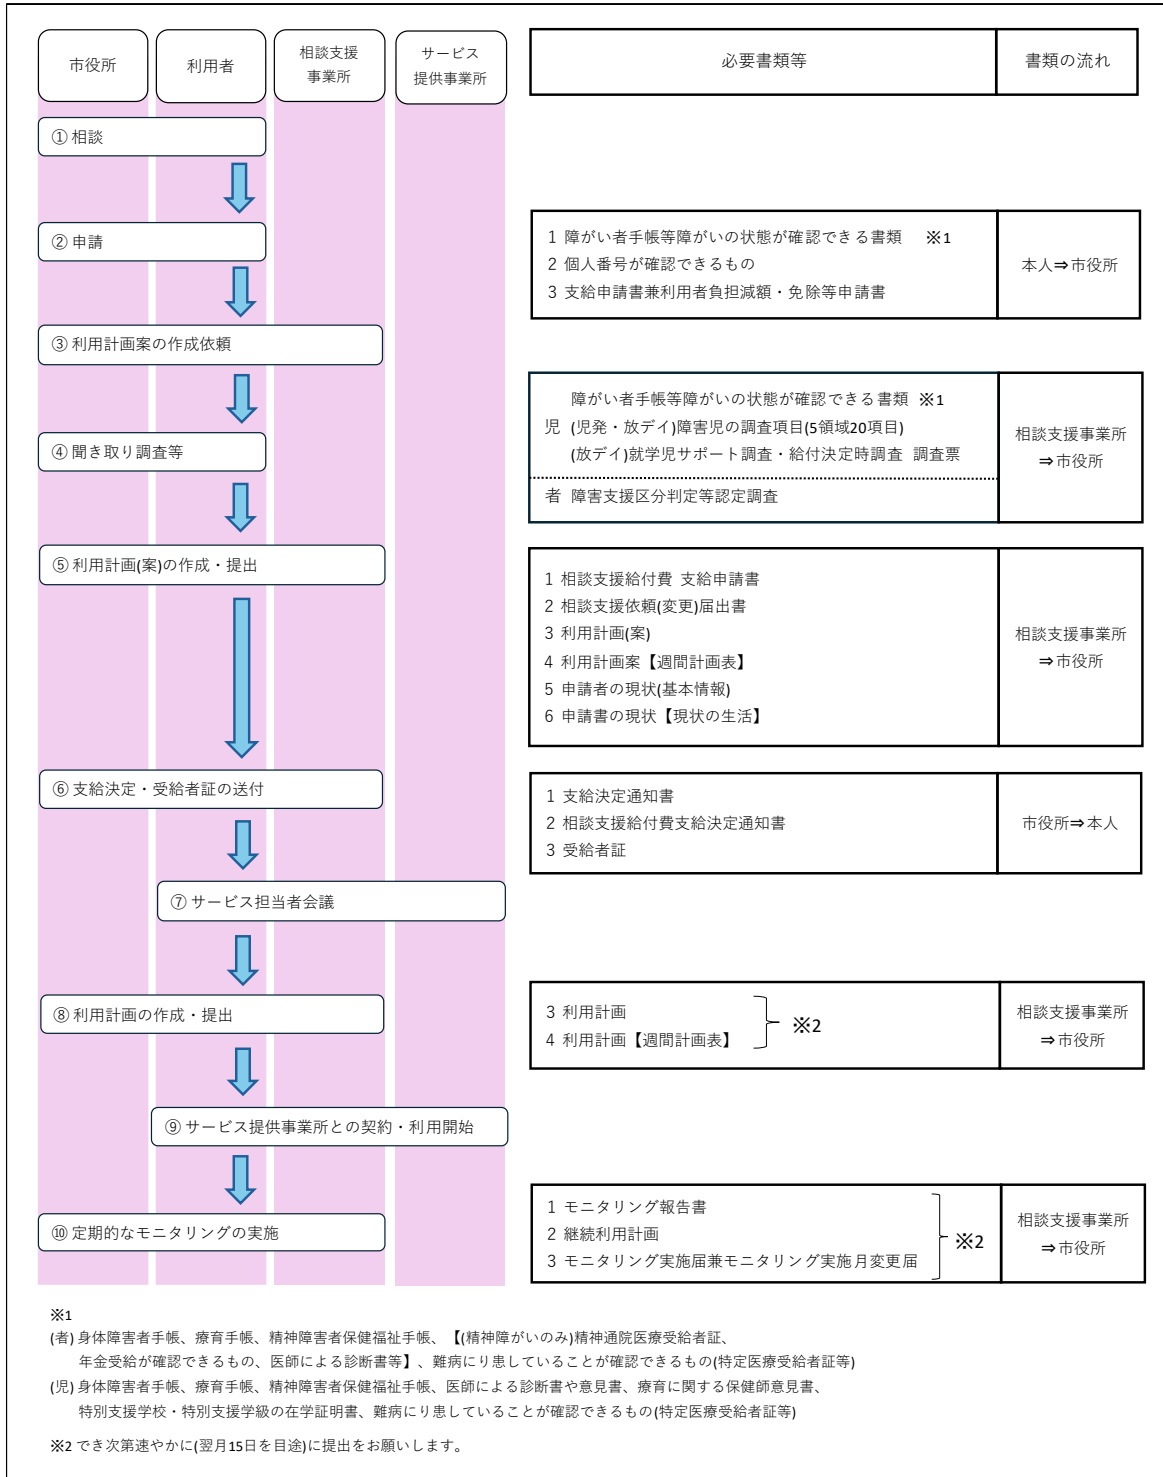 市役所
利用者
相談支援
事業所
サービス
提供事業所
必要書類等
書類の流れ
① 相談
② 申請
1 障がい者手帳等障がいの状態が確認できる書類 ※1
2 個人番号が確認できるもの
3 支給申請書兼利用者負担減額・免除等申請書
本人⇒市役所
③ 利用計画案の作成依頼
④ 聞き取り調査等
障がい者手帳等障がいの状態が確認できる書類 ※1
児 (児発・放デイ)障害児の調査項目(5領域20項目)
(放デイ)就学児サポート調査・給付決定時調査 調査票
者 障害支援区分判定等認定調査
相談支援事業所
⇒市役所
⑤ 利用計画(案)の作成・提出
1 相談支援給付費 支給申請書
2 相談支援依頼(変更)届出書
3 利用計画(案)
4 利用計画案【週間計画表】
5 申請者の現状(基本情報)
6 申請書の現状【現状の生活】
相談支援事業所
⇒市役所
⑥ 支給決定・受給者証の送付
1 支給決定通知書
2 相談支援給付費支給決定通知書
3 受給者証
市役所⇒本人
⑦ サービス担当者会議
⑧ 利用計画の作成・提出
3 利用計画
4 利用計画【週間計画表】
※2
相談支援事業所
⇒市役所
⑨ サービス提供事業所との契約・利用開始
⑩ 定期的なモニタリングの実施
1 モニタリング報告書
2 継続利用計画
3 モニタリング実施届兼モニタリング実施月変更届
※2
相談支援事業所
⇒市役所
※1
(者) 身体障害者手帳、療育手帳、精神障害者保健福祉手帳、【(精神障がいのみ)精神通院医療受給者証、
年金受給が確認できるもの、医師による診断書等】、難病にり患していることが確認できるもの(特定医療受給者証等)
(児) 身体障害者手帳、療育手帳、精神障害者保健福祉手帳、医師による診断書や意見書、療育に関する保健師意見書、
特別支援学校・特別支援学級の在学証明書、難病にり患していることが確認できるもの(特定医療受給者証等)
※2 でき次第速やかに(翌月15日を目途)に提出をお願いします。